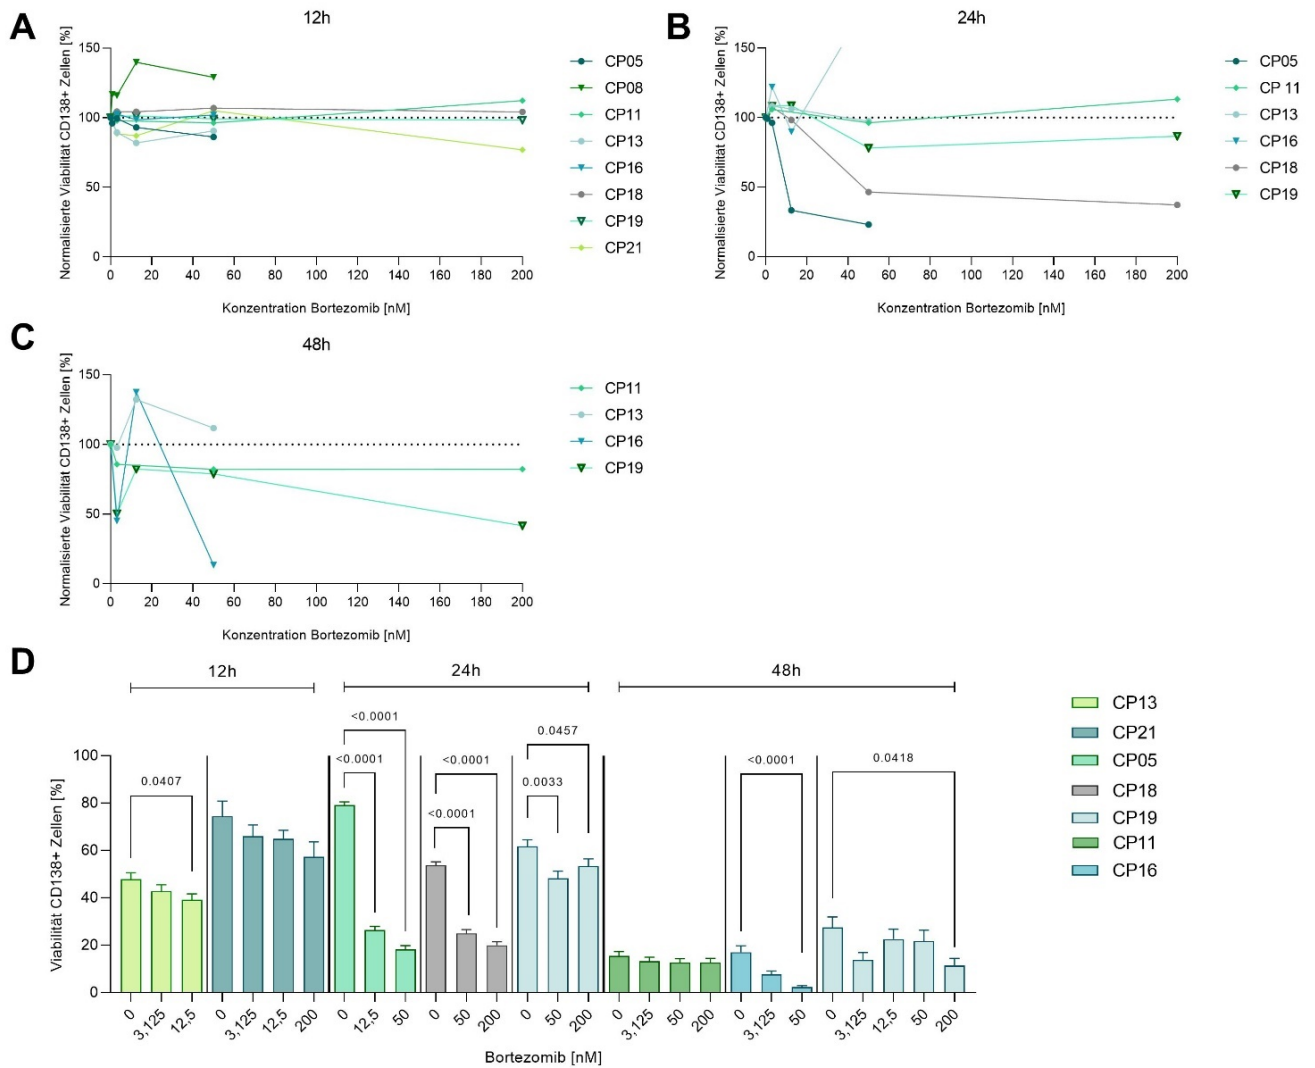 A
12h
Normalisierte Viabilität CD138+ Zellen [%]
150
100
50
0
0 20 40 60 80 100 120 140 160 180 200
Konzentration Bortezomib [nM]
CP05
CP08
CP11
CP13
CP16
CP18
CP19
CP21
B
24h
Normalisierte Viabilität CD138+ Zellen [%]
150
100
50
0
0 20 40 60 80 100 120 140 160 180 200
Konzentration Bortezomib [nM]
CP05
CP 11
CP13
CP16
CP18
CP19
C
48h
Normalisierte Viabilität CD138+ Zellen [%]
150
100
50
0
0 20 40 60 80 100 120 140 160 180 200
Konzentration Bortezomib [nM]
CP11
CP13
CP16
CP19
D
12h 24h 48h
Viabilität CD138+ Zellen [%]
100
80
60
40
20
0
0.0407
<0.0001
<0.0001
<0.0001
<0.0001
0.0457
0.0033
<0.0001
0.0418
0 3,125 12,5 0 3,125 12,5 200 0 12,5 50 0 50 200 0 50 200 0 3,125 50 200 0 3,125 50 0 3,125 12,5 50 200
Bortezomib [nM]
CP13
CP21
CP05
CP18
CP19
CP11
CP16